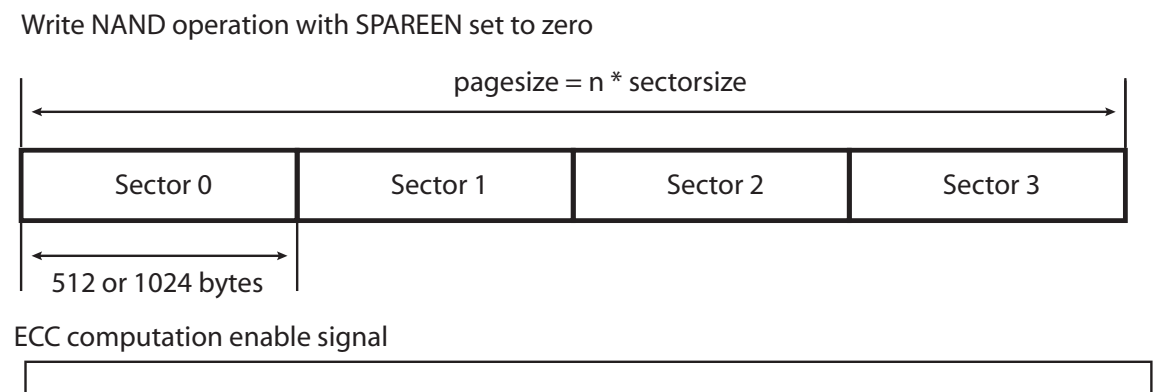 Write NAND operation with SPAREEN set to zero
pagesize = n * sectorsize
Sector 0 Sector 1 Sector 2 Sector 3
512 or 1024 bytes
ECC computation enable signal